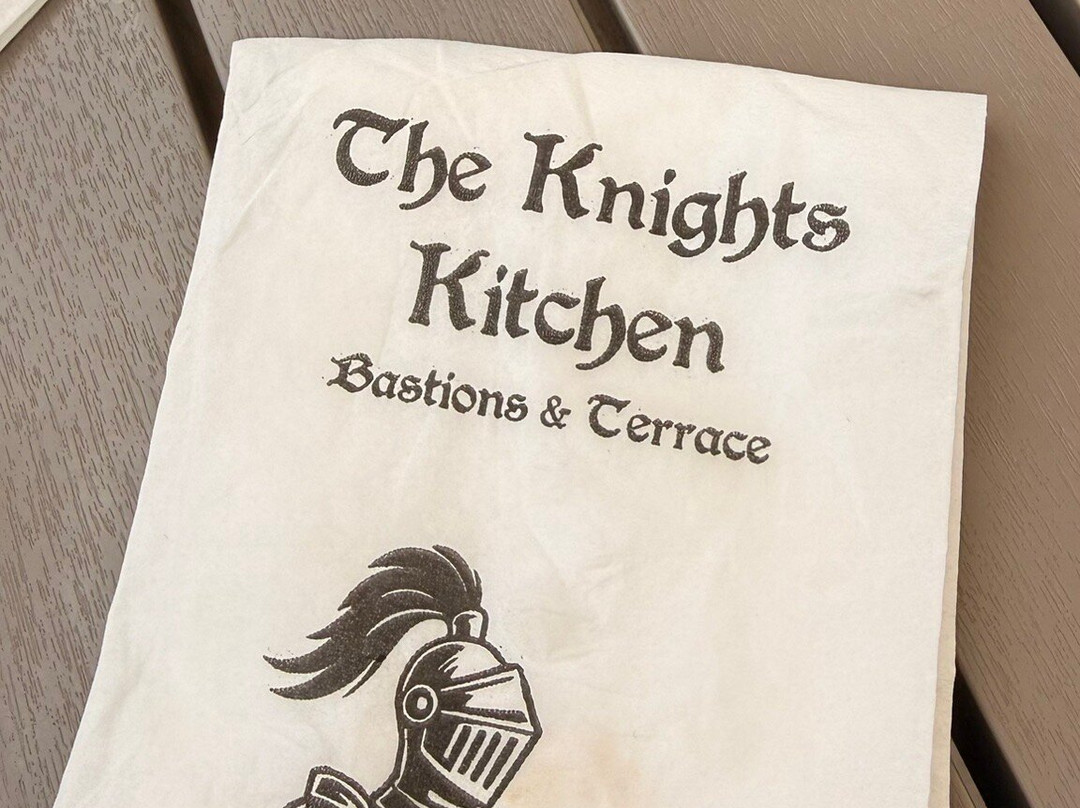 The Knights
Kitchen
Bastions & Terrace